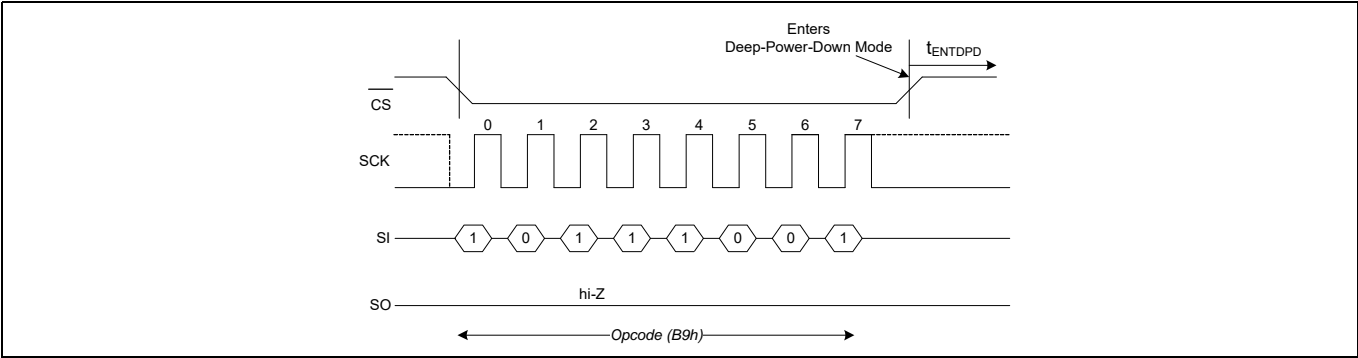 Enters
Deep-Power-Down Mode
tENTDPD
CS
0 1 2 3 4 5 6 7
SCK
SI
1 0 1 1 1 0 0 1
hi-Z
SO
Opcode (B9h)